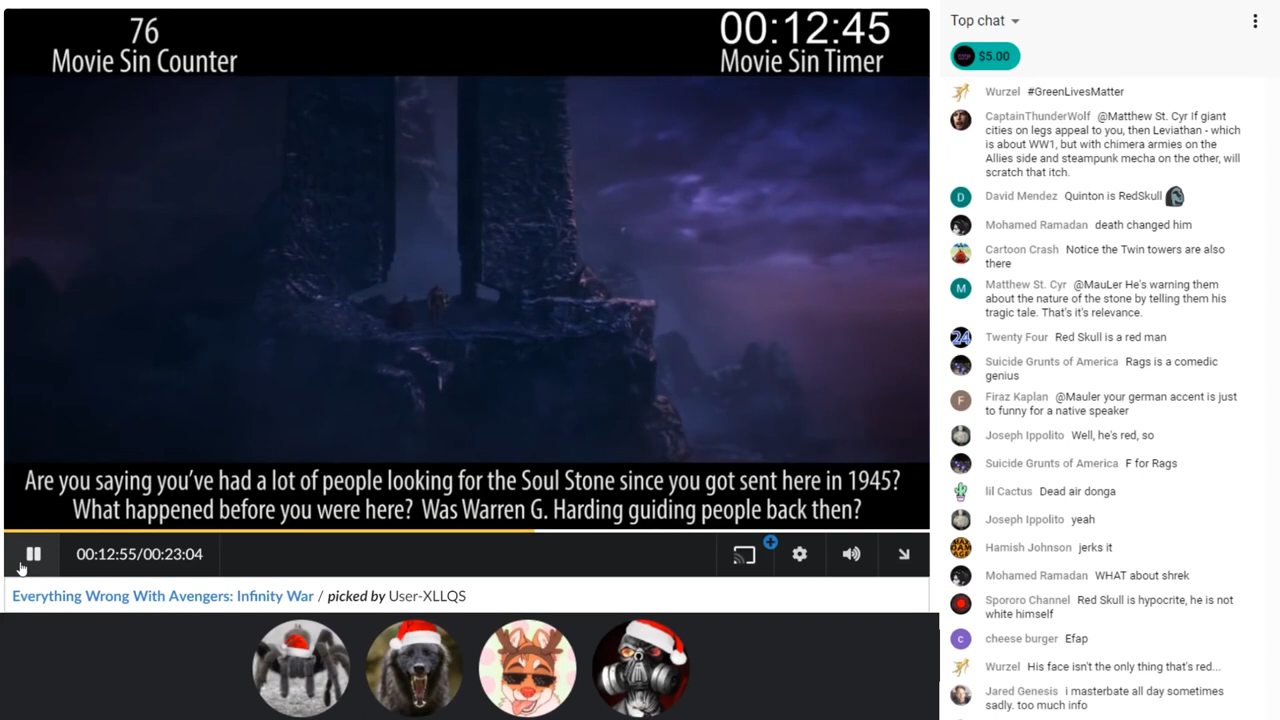 76
Movie Sin Counter
00:12:45
Movie Sin Timer
Are you saying you've had a lot of people looking for the Soul Stone since you got sent here in 1945?
What happened before you were here? Was Warren G. Harding guiding people back then?
00:12:55/00:23:04
Everything Wrong With Avengers: Infinity War / picked by User-XLLQS
Top chat
$5.00
Wurzel #GreenLivesMatter
CaptainThunderWolf @Matthew St. Cyr If giant
cities on legs appeal to you, then Leviathan - which
is about WW1, but with chimera armies on the
Allies side and steampunk mecha on the other, will
scratch that itch.
D
David Mendez Quinton is RedSkull
Mohamed Ramadan death changed him
Cartoon Crash Notice the Twin towers are also
there
M
Matthew St. Cyr @MauLer He's warning them
about the nature of the stone by telling them his
tragic tale. That's it's relevance.
24
Twenty Four Red Skull is a red man
Suicide Grunts of America Rags is a comedic
genius
F
Firaz Kaplan @Mauler your german accent is just
to funny for a native speaker
Joseph Ippolito Well, he's red, so
Suicide Grunts of America F for Rags
lil Cactus Dead air donga
Joseph Ippolito yeah
Hamish Johnson jerks it
Mohamed Ramadan WHAT about shrek
Spororo Channel Red Skull is hypocrite, he is not
white himself
c
cheese burger Efap
Wurzel His face isn't the only thing that's red...
Jared Genesis i masterbate all day sometimes
sadly. too much info